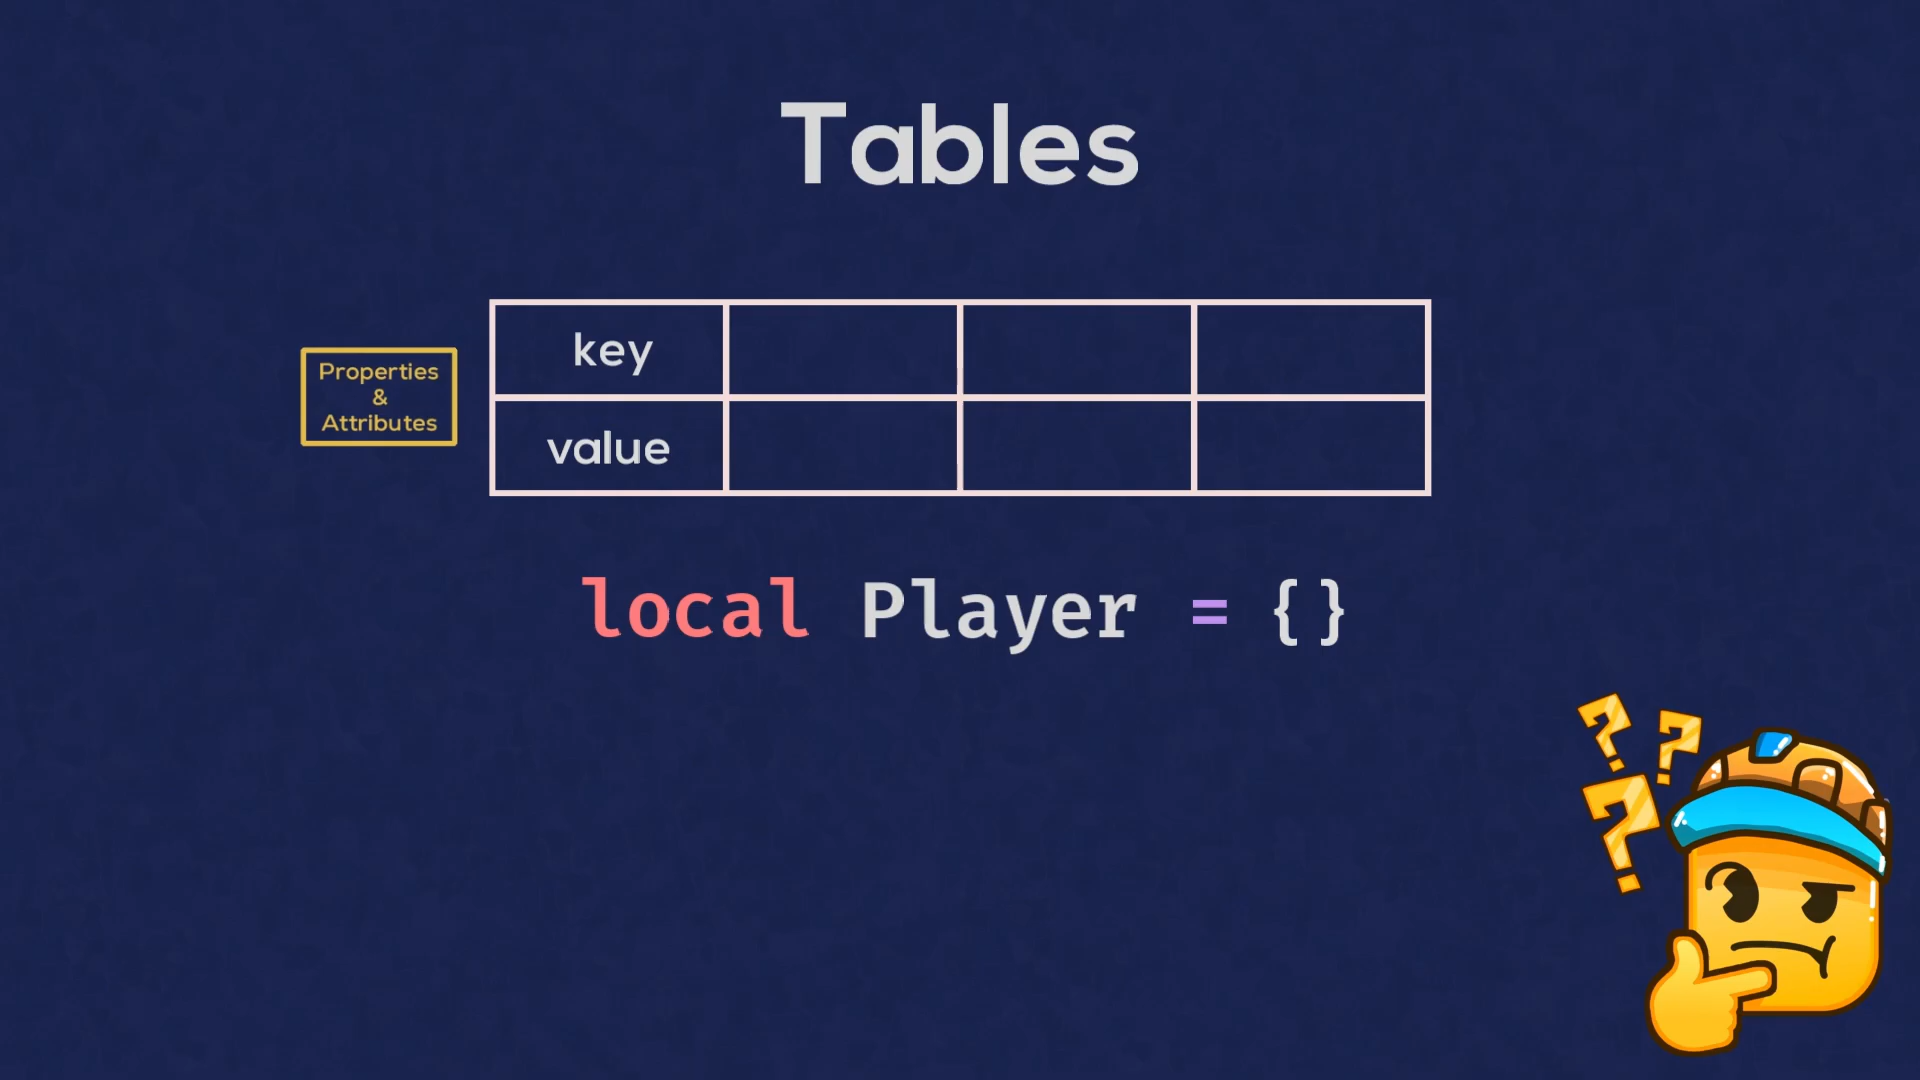 Tables
Properties
&
Attributes
key
value
local Player = {}
? ? ?